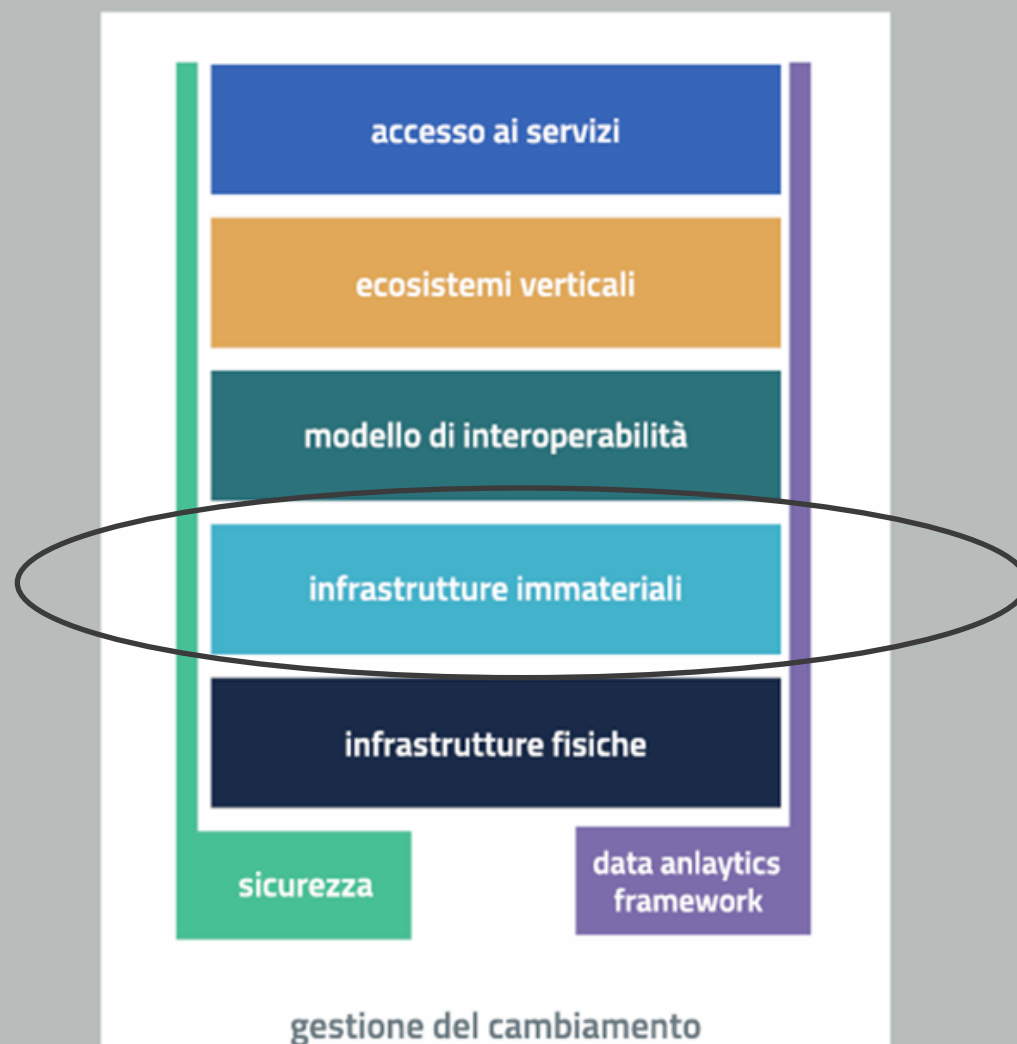 accesso ai servizi
ecosistemi verticali
modello di interoperabilità
infrastrutture immateriali
infrastrutture fisiche
sicurezza
data anlaytics
framework
gestione del cambiamento